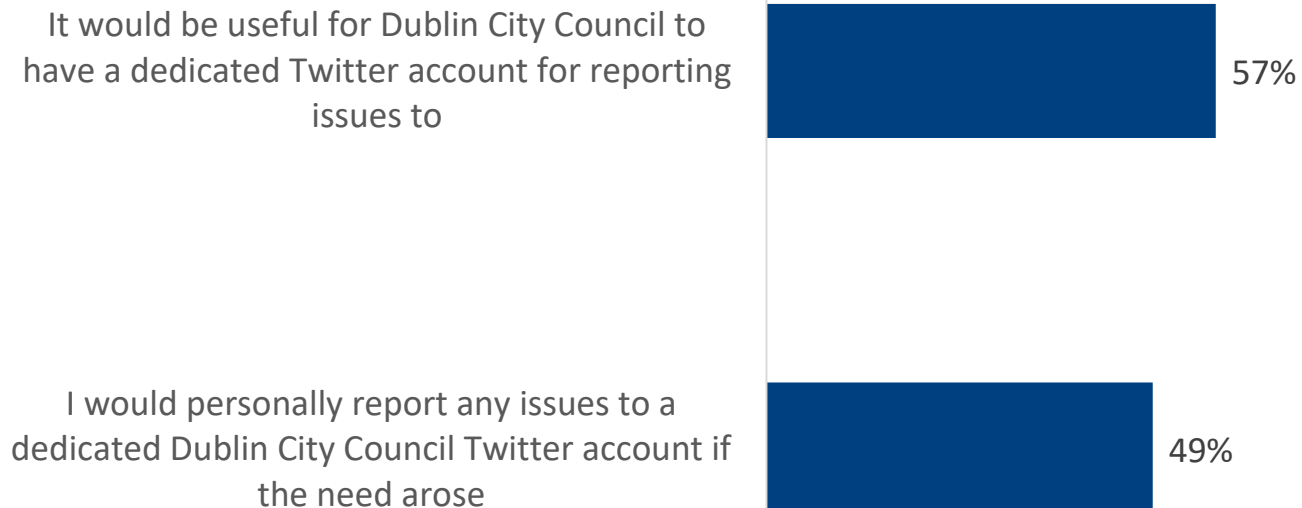 It would be useful for Dublin City Council to
have a dedicated Twitter account for reporting
issues to
57%
I would personally report any issues to a
dedicated Dublin City Council Twitter account if
the need arose
49%